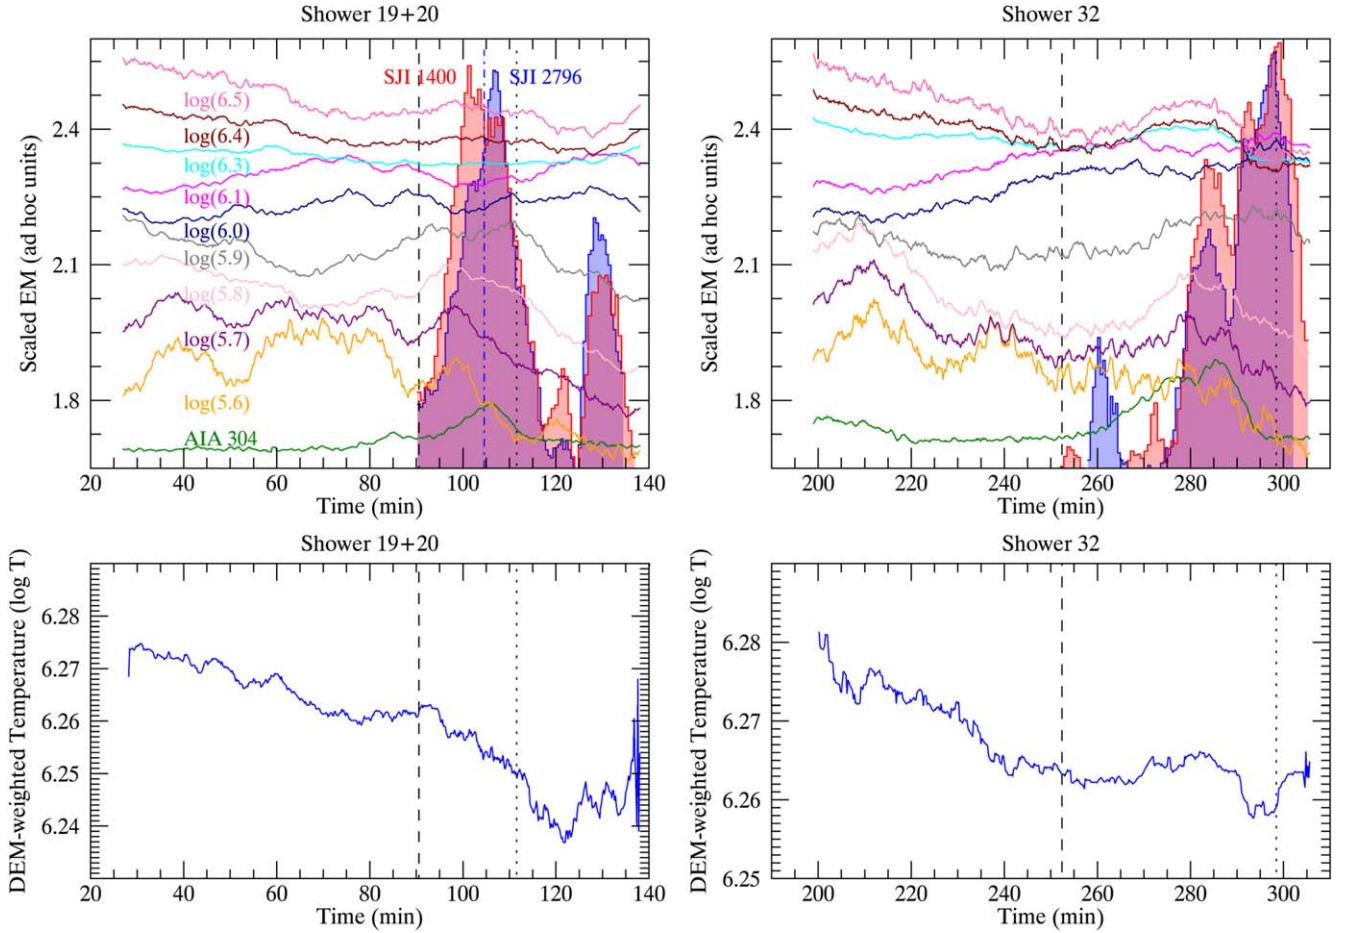 Shower 19+20
Shower 32
Scaled EM (ad hoc units)
2.4
2.1
1.8
SJI 1400
SJI 2796
log(6.5)
log(6.4)
log(6.3)
log(6.1)
log(6.0)
log(5.9)
log(5.8)
log(5.7)
log(5.6)
AIA 304
20 40 60 80 100 120 140
Time (min)
Scaled EM (ad hoc units)
2.4
2.1
1.8
200 220 240 260 280 300
Time (min)
Shower 19+20
Shower 32
DEM-weighted Temperature (log T)
6.28
6.27
6.26
6.25
6.24
20 40 60 80 100 120 140
Time (min)
DEM-weighted Temperature (log T)
6.28
6.27
6.26
6.25
200 220 240 260 280 300
Time (min)